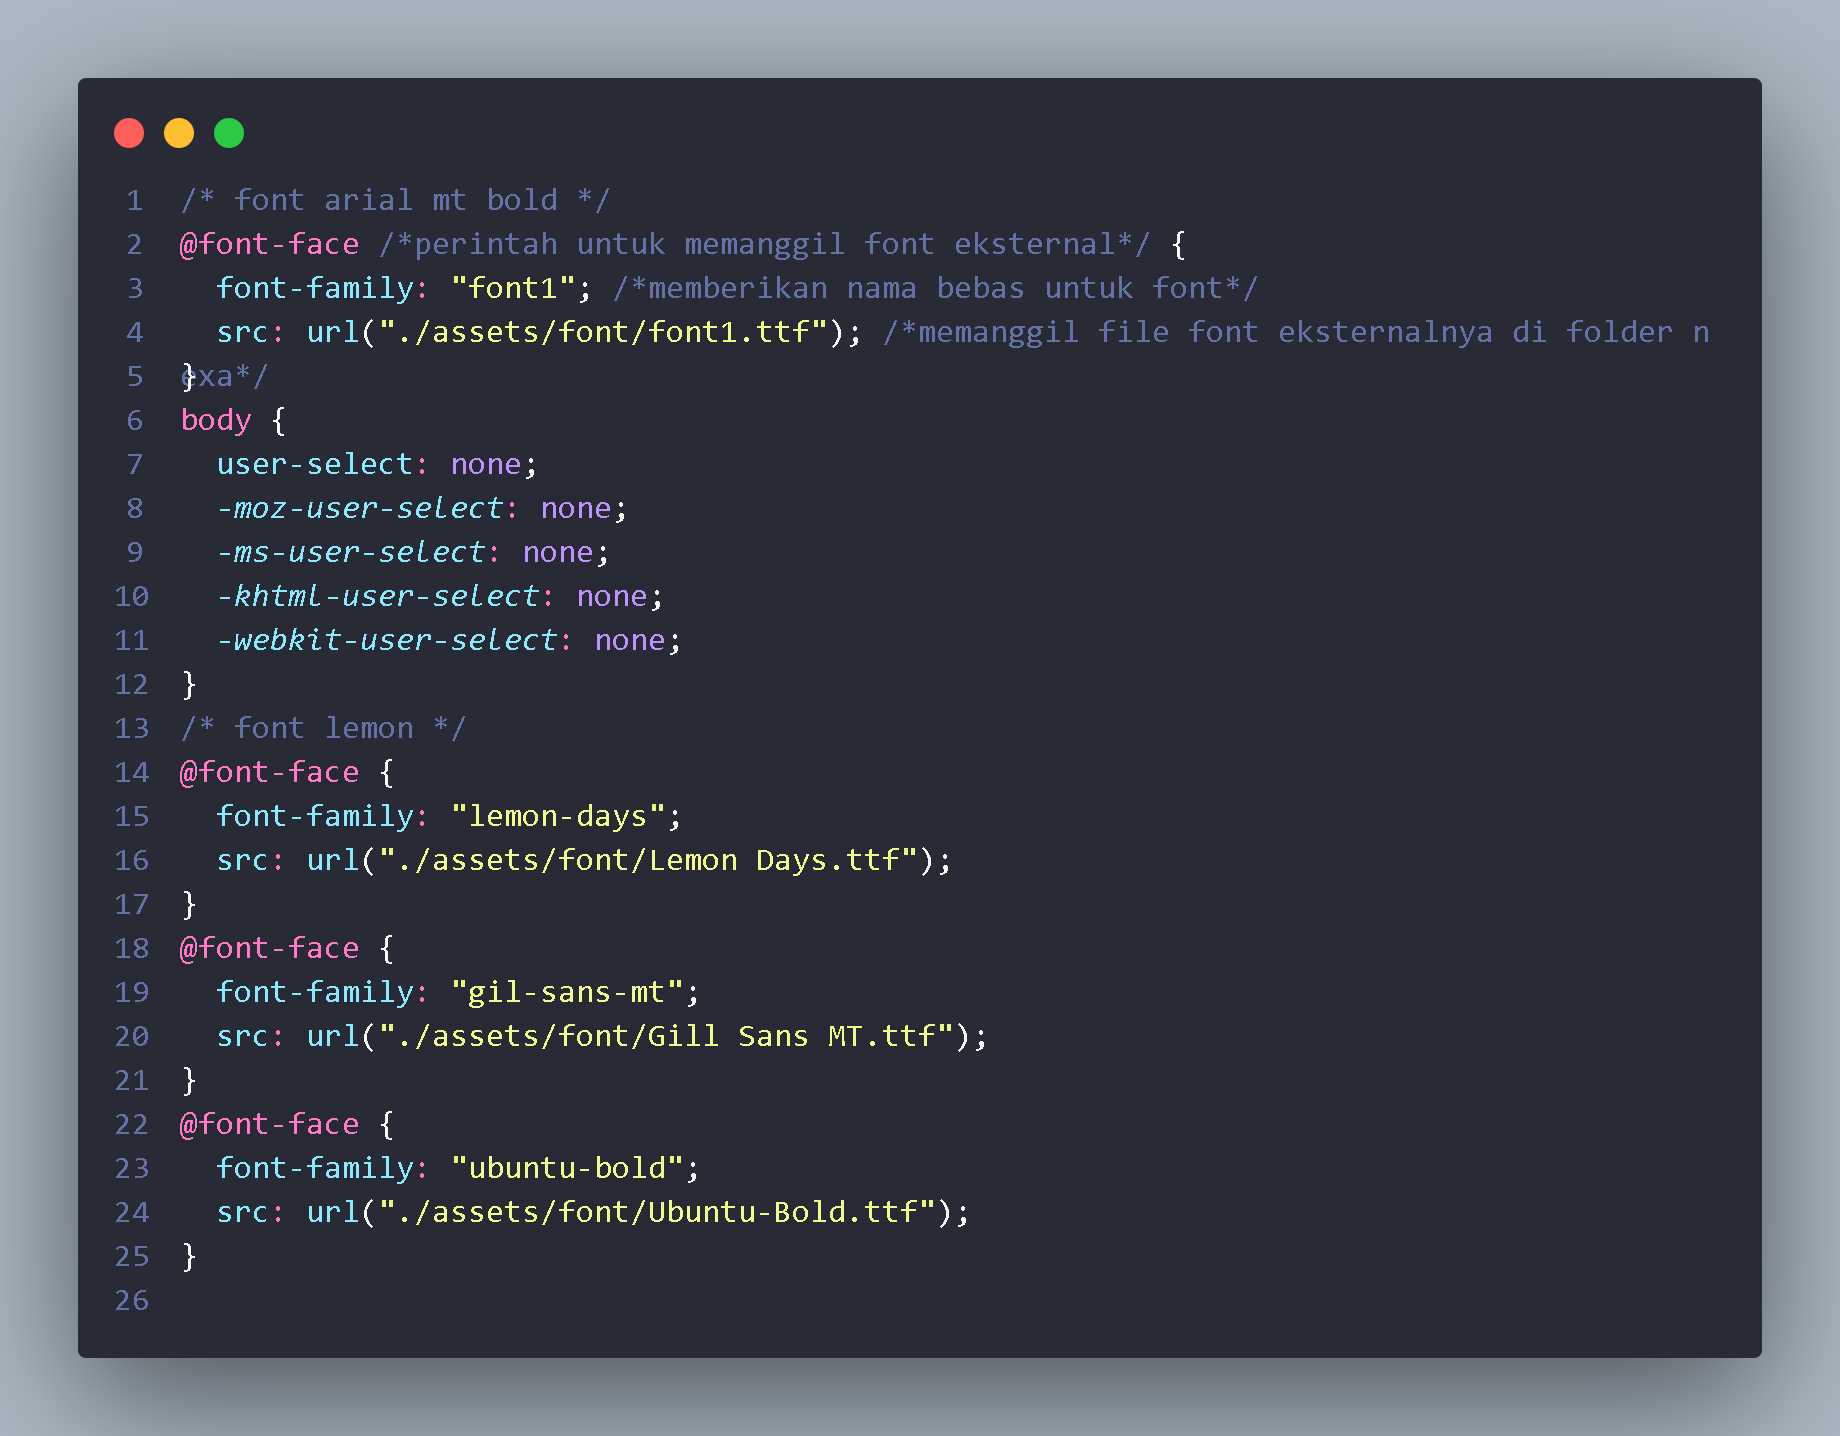 1 /* font arial mt bold */
2 @font-face /*perintah untuk memanggil font eksternal*/ {
3   font-family: "font1"; /*memberikan nama bebas untuk font*/
4   src: url("./assets/font/font1.ttf"); /*memanggil file font eksternalnya di folder n
5 }exa*/
6 body {
7   user-select: none;
8   -moz-user-select: none;
9   -ms-user-select: none;
10   -khtml-user-select: none;
11   -webkit-user-select: none;
12 }
13 /* font lemon */
14 @font-face {
15   font-family: "lemon-days";
16   src: url("./assets/font/Lemon Days.ttf");
17 }
18 @font-face {
19   font-family: "gil-sans-mt";
20   src: url("./assets/font/Gill Sans MT.ttf");
21 }
22 @font-face {
23   font-family: "ubuntu-bold";
24   src: url("./assets/font/Ubuntu-Bold.ttf");
25 }
26